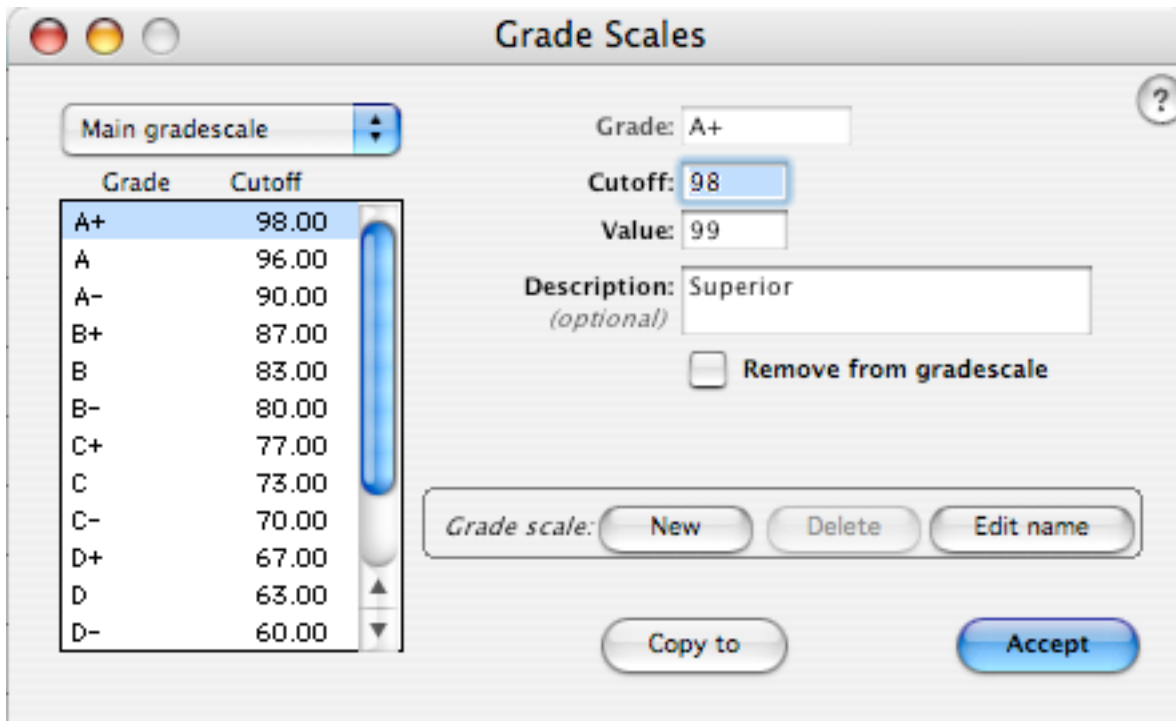 Grade Scales
?
Main gradescale
Grade Cutoff
A+ 98.00
A 96.00
A- 90.00
B+ 87.00
B 83.00
B- 80.00
C+ 77.00
C 73.00
C- 70.00
D+ 67.00
D 63.00
D- 60.00
Grade: A+
Cutoff: 98
Value: 99
Description: Superior
(optional)
Remove from gradescale
Grade scale: New Delete Edit name
Copy to Accept